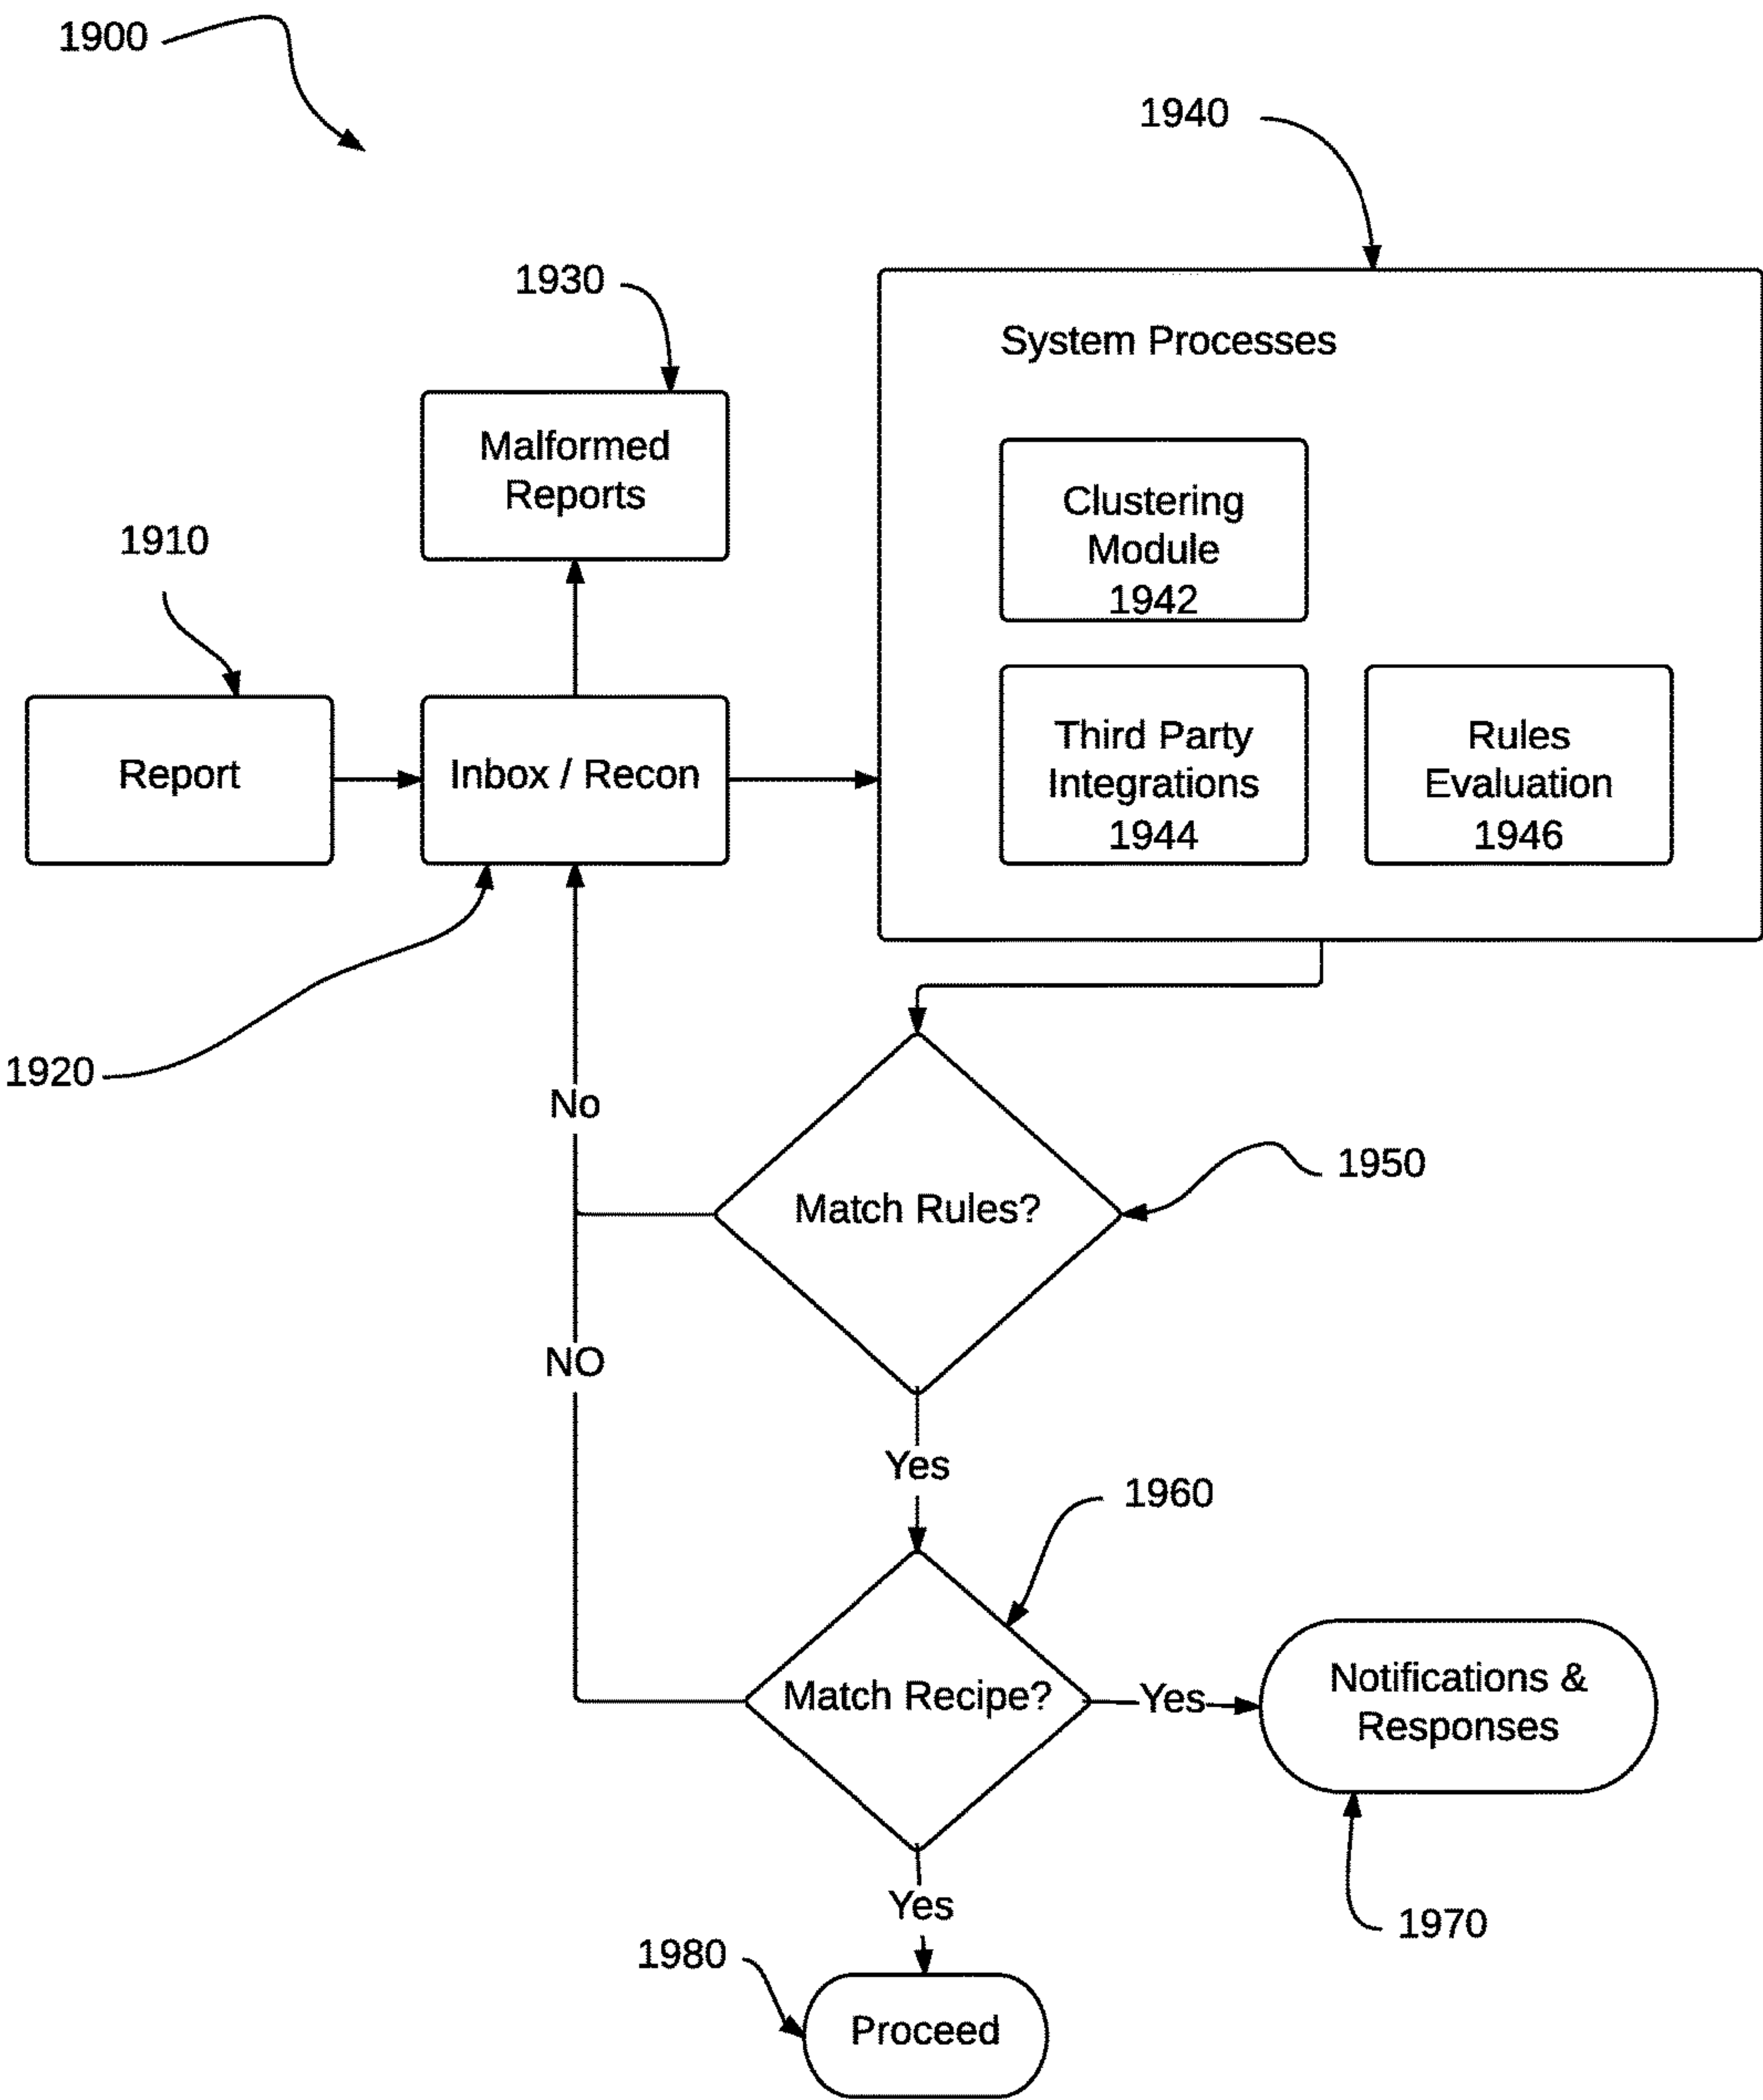 1900
1940
1930
System Processes
Malformed
Reports
Clustering
Module
1942
1910
Report
Inbox / Recon
Third Party
Integrations
1944
Rules
Evaluation
1946
1920
No
Match Rules?
1950
NO
Yes
1960
Match Recipe?
Yes
Notifications &
Responses
Yes
1970
1980
Proceed